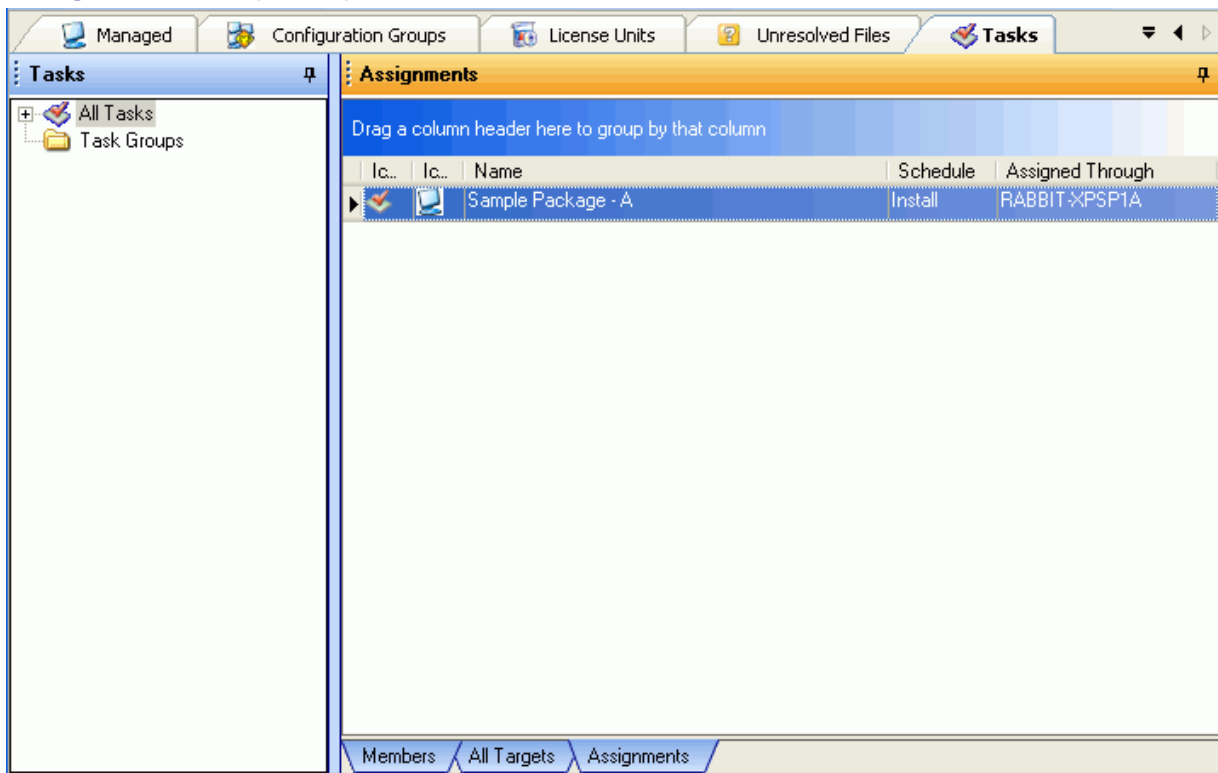 Managed
Configuration Groups
License Units
Unresolved Files
Tasks
Tasks
All Tasks
Task Groups
Assignments
Drag a column header here to group by that column
Ic... Ic... Name Schedule Assigned Through
Sample Package - A Install RABBIT-XPSP1A
Members All Targets Assignments